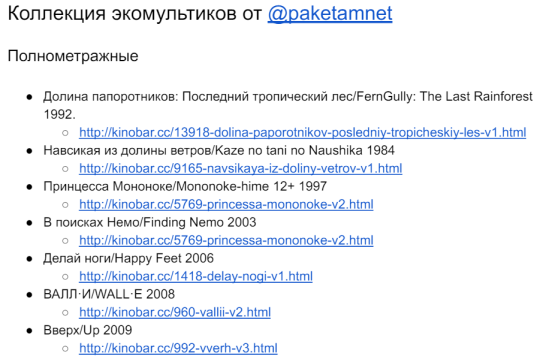 Коллекция экомультиков от @paketamnet
Полнометражные
● Долина папоротников: Последний тропический лес/FernGully: The Last Rainforest
1992.
○ http://kinobar.cc/13918-dolina-paporotnikov-posledniy-tropicheskiy-les-v1.html
● Навсикая из долины ветров/Kaze no tani no Naushika 1984
○ http://kinobar.cc/9165-navsikaya-iz-doliny-vetrov-v1.html
● Принцесса Мононоке/Mononoke-hime 12+ 1997
○ http://kinobar.cc/5769-princessa-mononoke-v2.html
● В поисках Немо/Finding Nemo 2003
○ http://kinobar.cc/5769-princessa-mononoke-v2.html
● Делай ноги/Happy Feet 2006
○ http://kinobar.cc/1418-delay-nogi-v1.html
● ВАЛЛ·И/WALL·E 2008
○ http://kinobar.cc/960-vallii-v2.html
● Вверх/Up 2009
○ http://kinobar.cc/992-vverh-v3.html